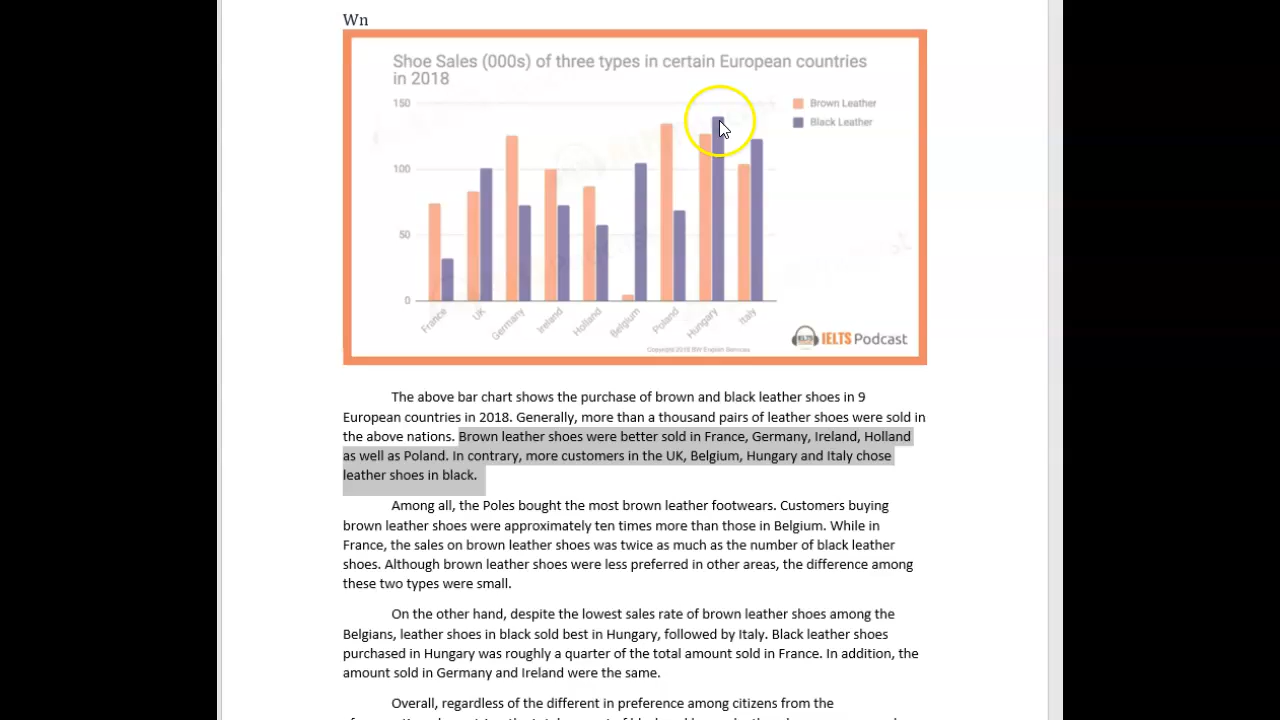 Wn
Shoe Sales (000s) of three types in certain European countries
in 2018
150
100
50
0
Brown Leather
Black Leather
France
UK
Germany
Ireland
Holland
Belgium
Poland
Hungary
Italy
IELTS Podcast
The above bar chart shows the purchase of brown and black leather shoes in 9
European countries in 2018. Generally, more than a thousand pairs of leather shoes were sold in
the above nations. Brown leather shoes were better sold in France, Germany, Ireland, Holland
as well as Poland. In contrary, more customers in the UK, Belgium, Hungary and Italy chose
leather shoes in black.
Among all, the Poles bought the most brown leather footwears. Customers buying
brown leather shoes were approximately ten times more than those in Belgium. While in
France, the sales on brown leather shoes was twice as much as the number of black leather
shoes. Although brown leather shoes were less preferred in other areas, the difference among
these two types were small.
On the other hand, despite the lowest sales rate of brown leather shoes among the
Belgians, leather shoes in black sold best in Hungary, followed by Italy. Black leather shoes
purchased in Hungary was roughly a quarter of the total amount sold in France. In addition, the
amount sold in Germany and Ireland were the same.
Overall, regardless of the different in preference among citizens from the